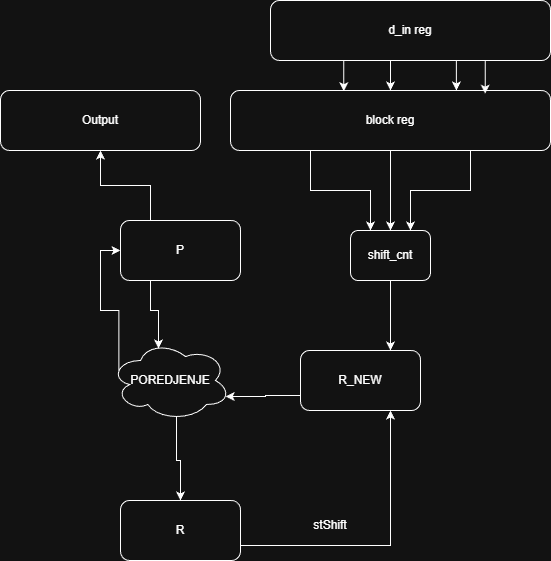 d_in reg
Output
block reg
P
shift_cnt
POREDJENJE
R_NEW
R
stShift